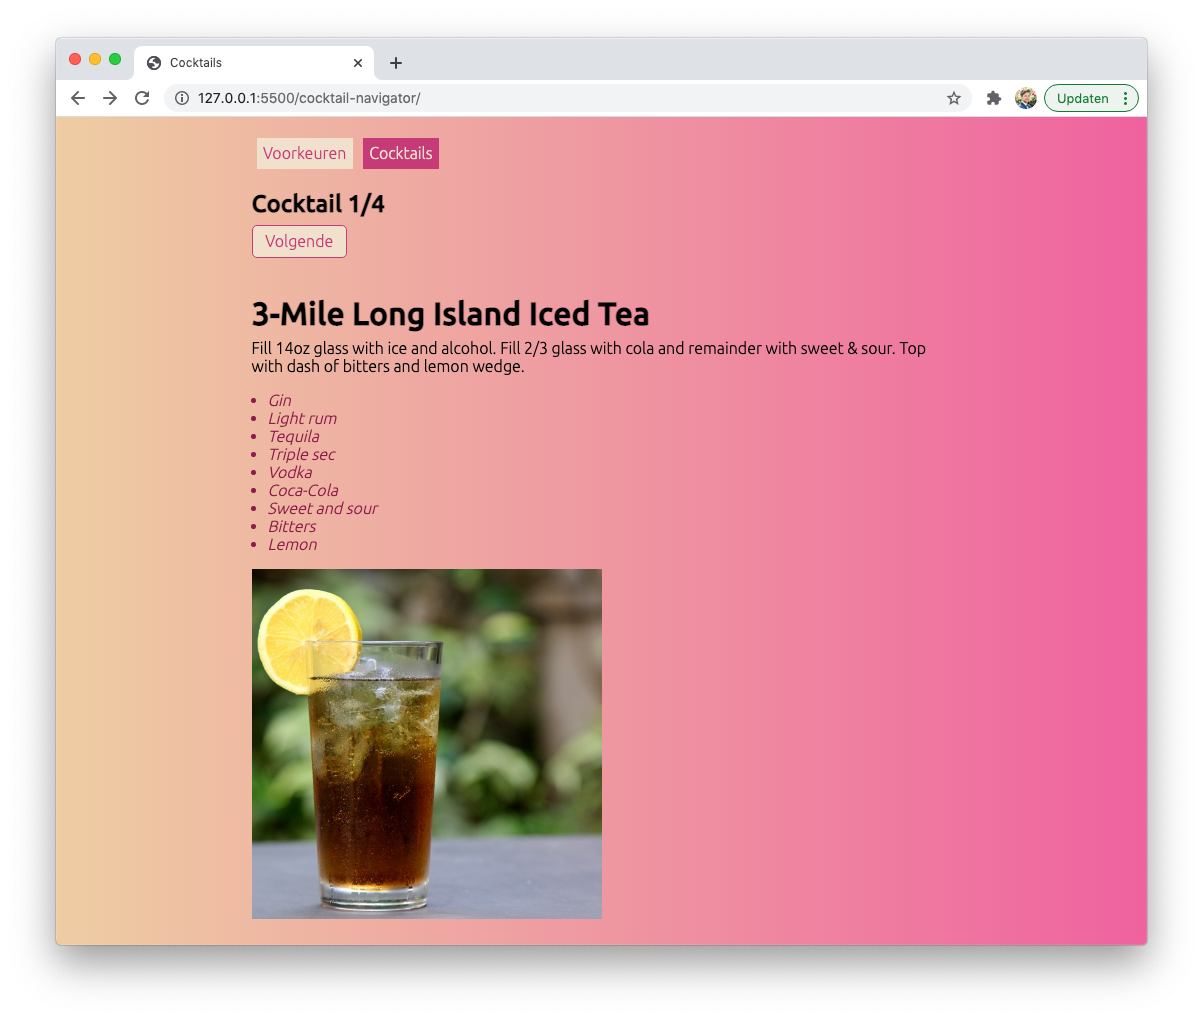 Cocktails
127.0.0.1:5500/cocktail-navigator/
Updaten
Voorkeuren
Cocktails
Cocktail 1/4
Volgende
3-Mile Long Island Iced Tea
Fill 14oz glass with ice and alcohol. Fill 2/3 glass with cola and remainder with sweet & sour. Top
with dash of bitters and lemon wedge.
Gin
Light rum
Tequila
Triple sec
Vodka
Coca-Cola
Sweet and sour
Bitters
Lemon